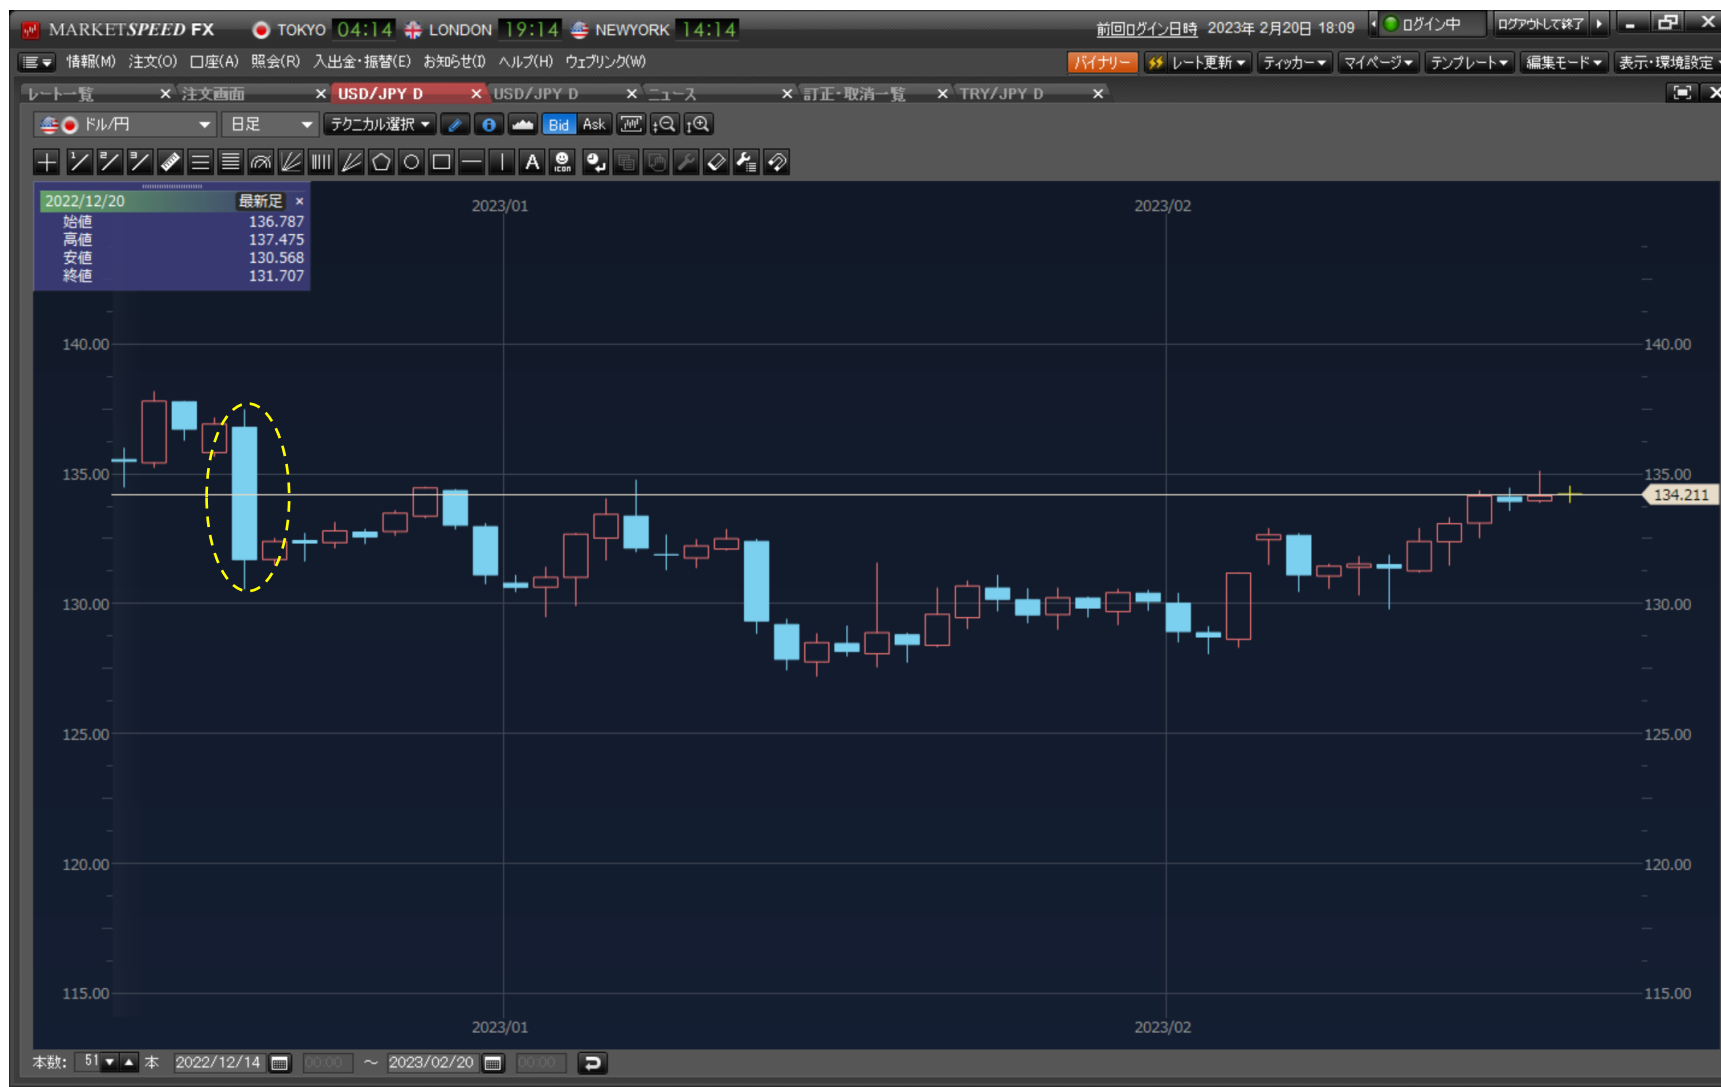 MARKETSPEED FX TOKYO 04:14 LONDON 19:14 NEWYORK 14:14 前回ログイン日時 2023年 2月20日 18:09 ログイン中 ログアウトして終了
情報(M) 注文(O) 口座(A) 照会(R) 入出金・振替(E) お知らせ(I) ヘルプ(H) ウェブリンク(W) バイナリー レート更新 ティッカー マイページ テンプレート 編集モード 表示・環境設定
レート一覧 注文画面 USD/JPY D USD/JPY D ニュース 訂正・取消一覧 TRY/JPY D
ドル/円 日足 テクニカル選択 Bid Ask
A ICON
2022/12/20 最新足
始値 136.787
高値 137.475
安値 130.568
終値 131.707
2023/01 2023/02
140.00 140.00
135.00 135.00
134.211
130.00 130.00
125.00 125.00
120.00 120.00
115.00 115.00
2023/01 2023/02
本数: 51 本 2022/12/14 00:00 ～ 2023/02/20 00:00